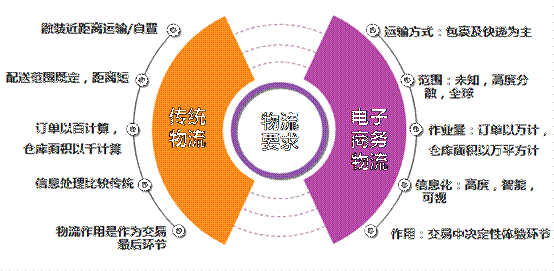 散装近距离运输/自营
配送范围既定，距离短
订单以百计算，
仓库面积以千计算
信息处理比较传统
物流作用是作为交易
最后环节
传统
物流
物流
要求
电子
商务
物流
运输方式：包裹及快递为主
范围：未知，高度分
散，全球
作业量：订单以万计，
仓库面积以万平方计
信息化：高度，智能，
可视
作用：交易中决定性体验环节